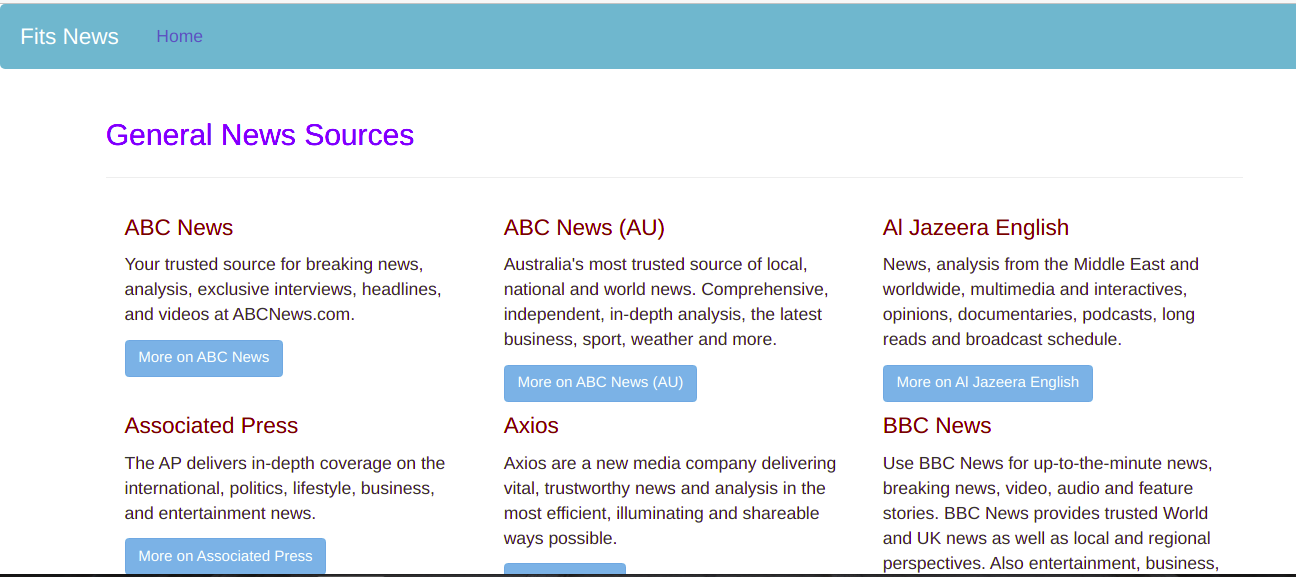 Fits News Home
General News Sources
ABC News
Your trusted source for breaking news,
analysis, exclusive interviews, headlines,
and videos at ABCNews.com.
More on ABC News
ABC News (AU)
Australia's most trusted source of local,
national and world news. Comprehensive,
independent, in-depth analysis, the latest
business, sport, weather and more.
More on ABC News (AU)
Al Jazeera English
News, analysis from the Middle East and
worldwide, multimedia and interactives,
opinions, documentaries, podcasts, long
reads and broadcast schedule.
More on Al Jazeera English
Associated Press
The AP delivers in-depth coverage on the
international, politics, lifestyle, business,
and entertainment news.
More on Associated Press
Axios
Axios are a new media company delivering
vital, trustworthy news and analysis in the
most efficient, illuminating and shareable
ways possible.
BBC News
Use BBC News for up-to-the-minute news,
breaking news, video, audio and feature
stories. BBC News provides trusted World
and UK news as well as local and regional
perspectives. Also entertainment, business,